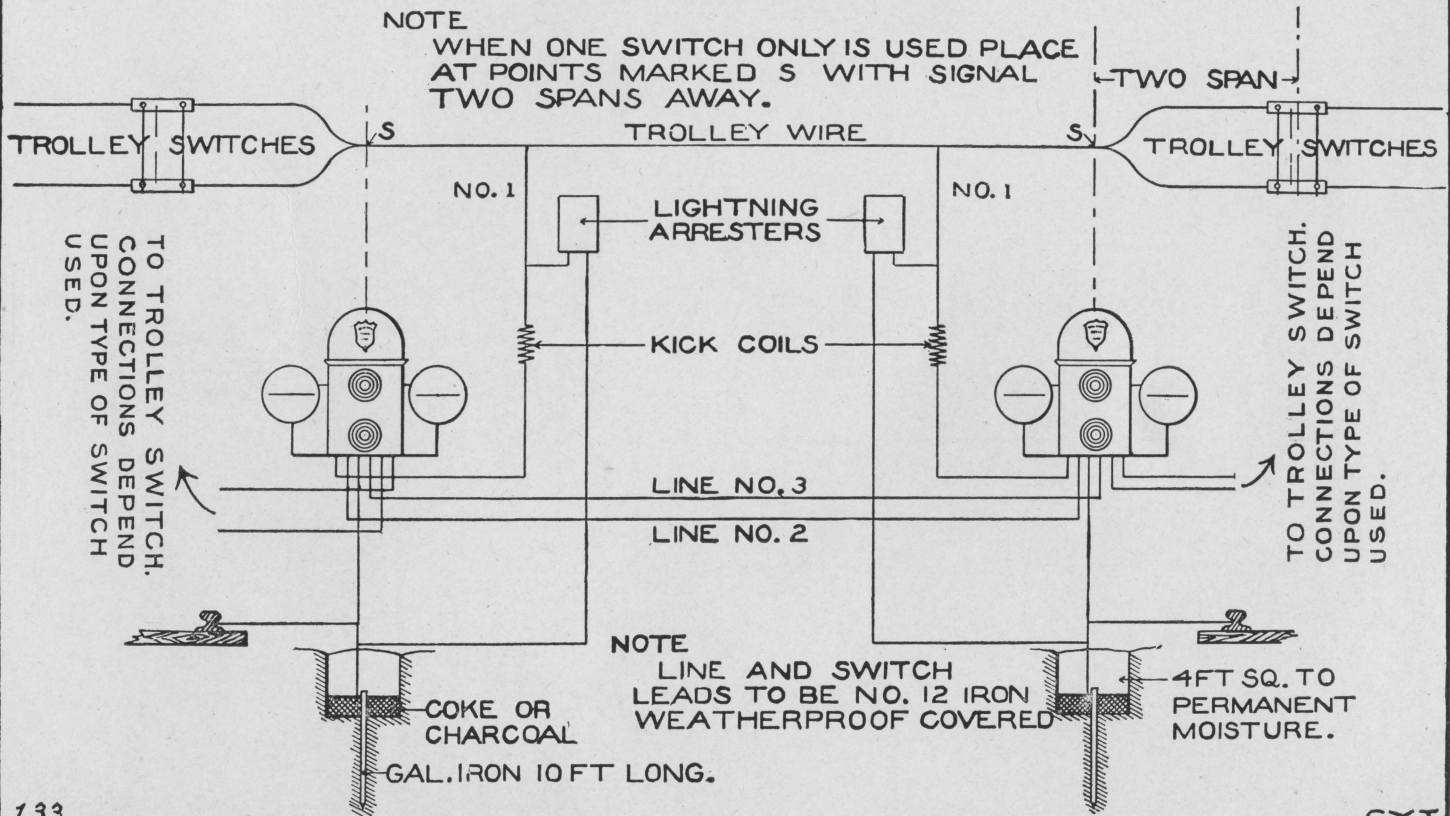 NOTE
WHEN ONE SWITCH ONLY IS USED PLACE
AT POINTS MARKED S WITH SIGNAL
TWO SPANS AWAY.
TWO SPAN
TROLLEY SWITCHES
S
TROLLEY WIRE
S
TROLLEY SWITCHES
NO. 1
LIGHTNING
ARRESTERS
NO. 1
TO TROLLEY SWITCH.
CONNECTIONS DEPEND
UPON TYPE OF SWITCH
USED.
KICK COILS
TO TROLLEY SWITCH.
CONNECTIONS DEPEND
UPON TYPE OF SWITCH
USED.
LINE NO. 3
LINE NO. 2
NOTE
LINE AND SWITCH
LEADS TO BE NO. 12 IRON
WEATHERPROOF COVERED
COKE OR
CHARCOAL
GAL. IRON 10 FT LONG.
4FT SQ. TO
PERMANENT
MOISTURE.
133